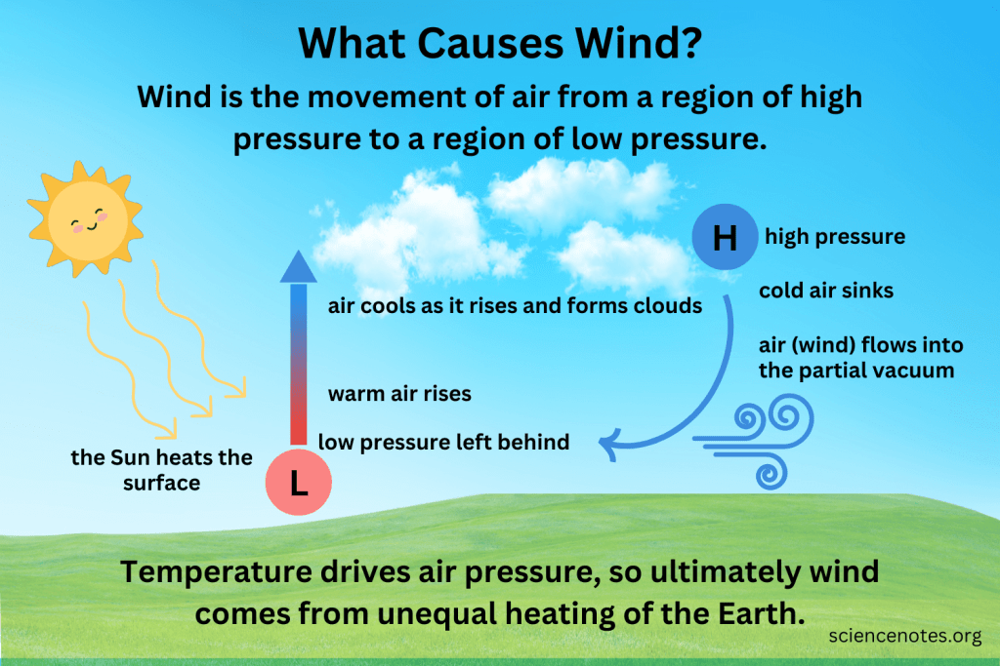 What Causes Wind?
Wind is the movement of air from a region of high
pressure to a region of low pressure.
H
high pressure
cold air sinks
air cools as it rises and forms clouds
air (wind) flows into
the partial vacuum
warm air rises
low pressure left behind
the Sun heats the
surface
L
Temperature drives air pressure, so ultimately wind
comes from unequal heating of the Earth.
sciencenotes.org